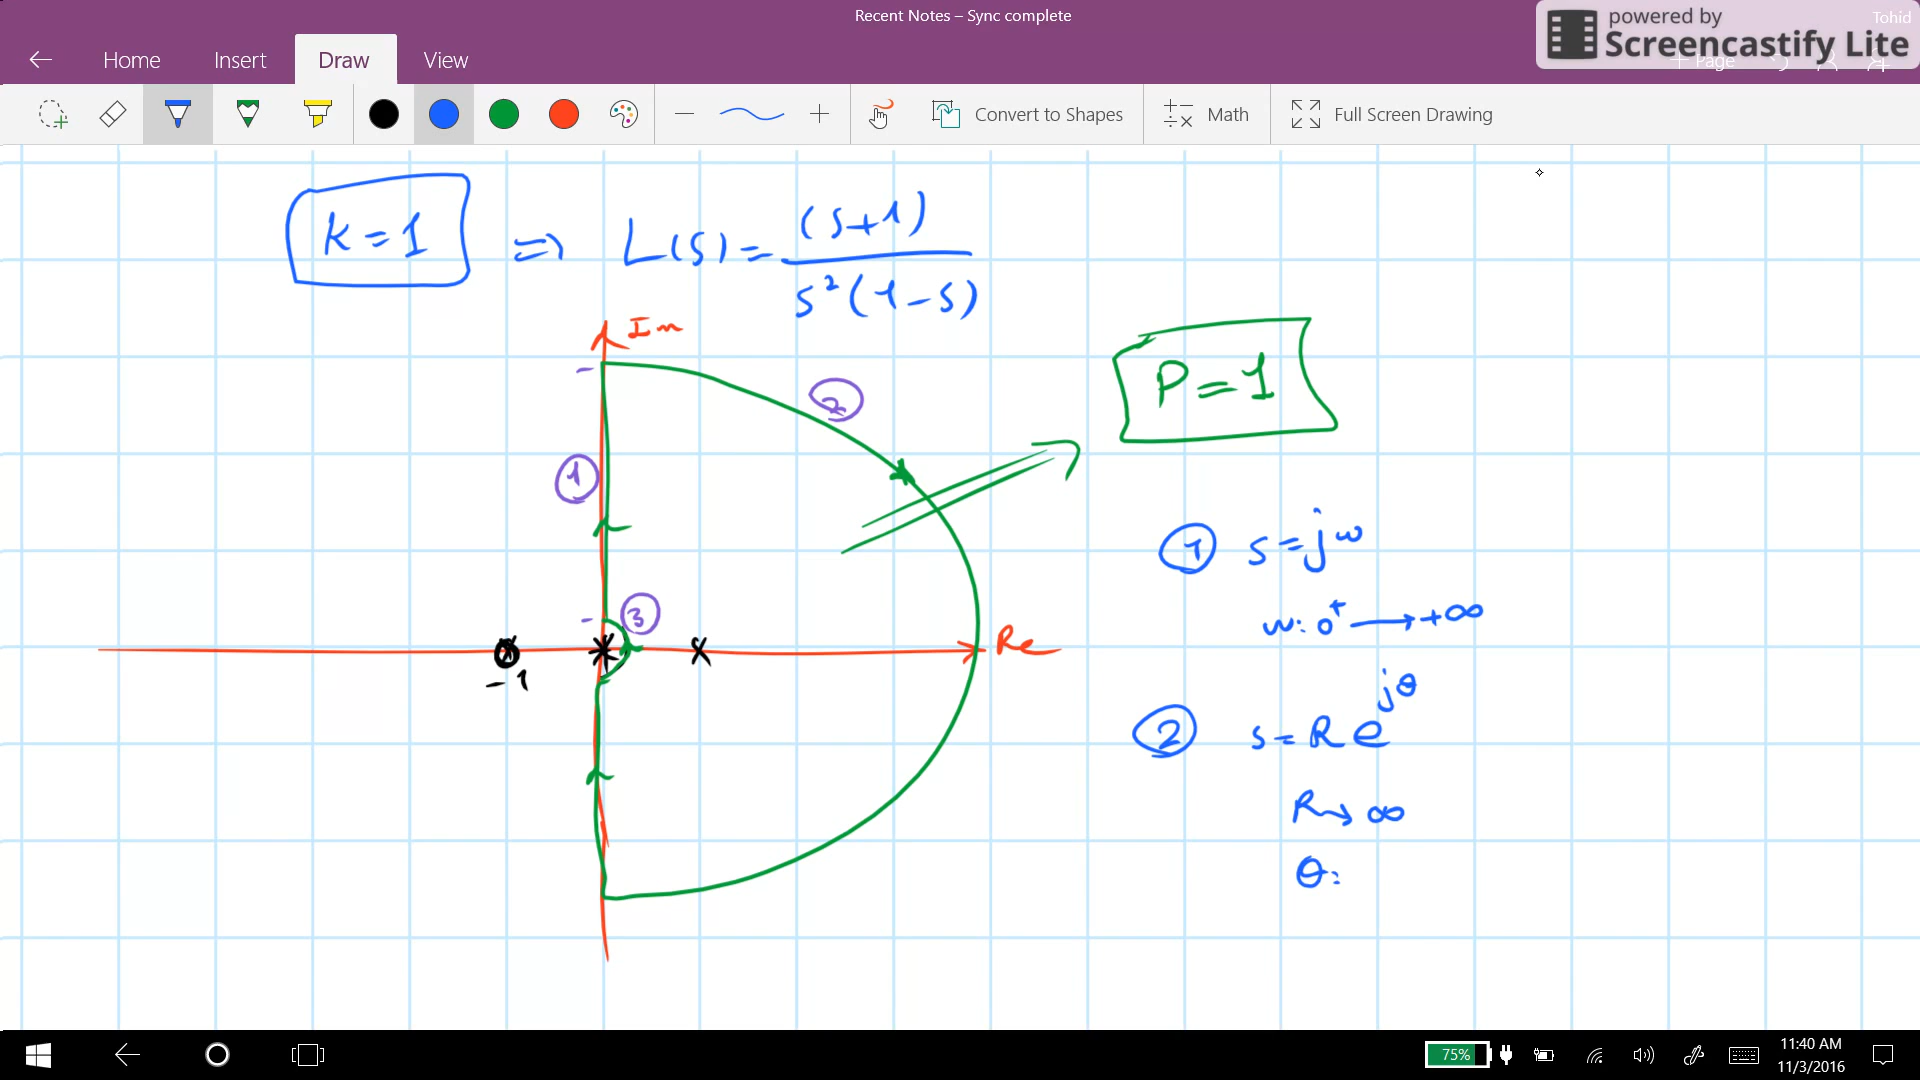 Recent Notes – Sync complete
Tohid
powered by
Screencastify Lite
Home Insert Draw View
+ Page
Convert to Shapes Math Full Screen Drawing
K = 1 ⇒ L(s) = (s+1) / s²(1-s)
Im
P = 1
2
1
1 s = jω
3
ω: 0⁺ → +∞
Re
-1
2 s = R e^jθ
R → ∞
θ:
75%
11:40 AM
11/3/2016